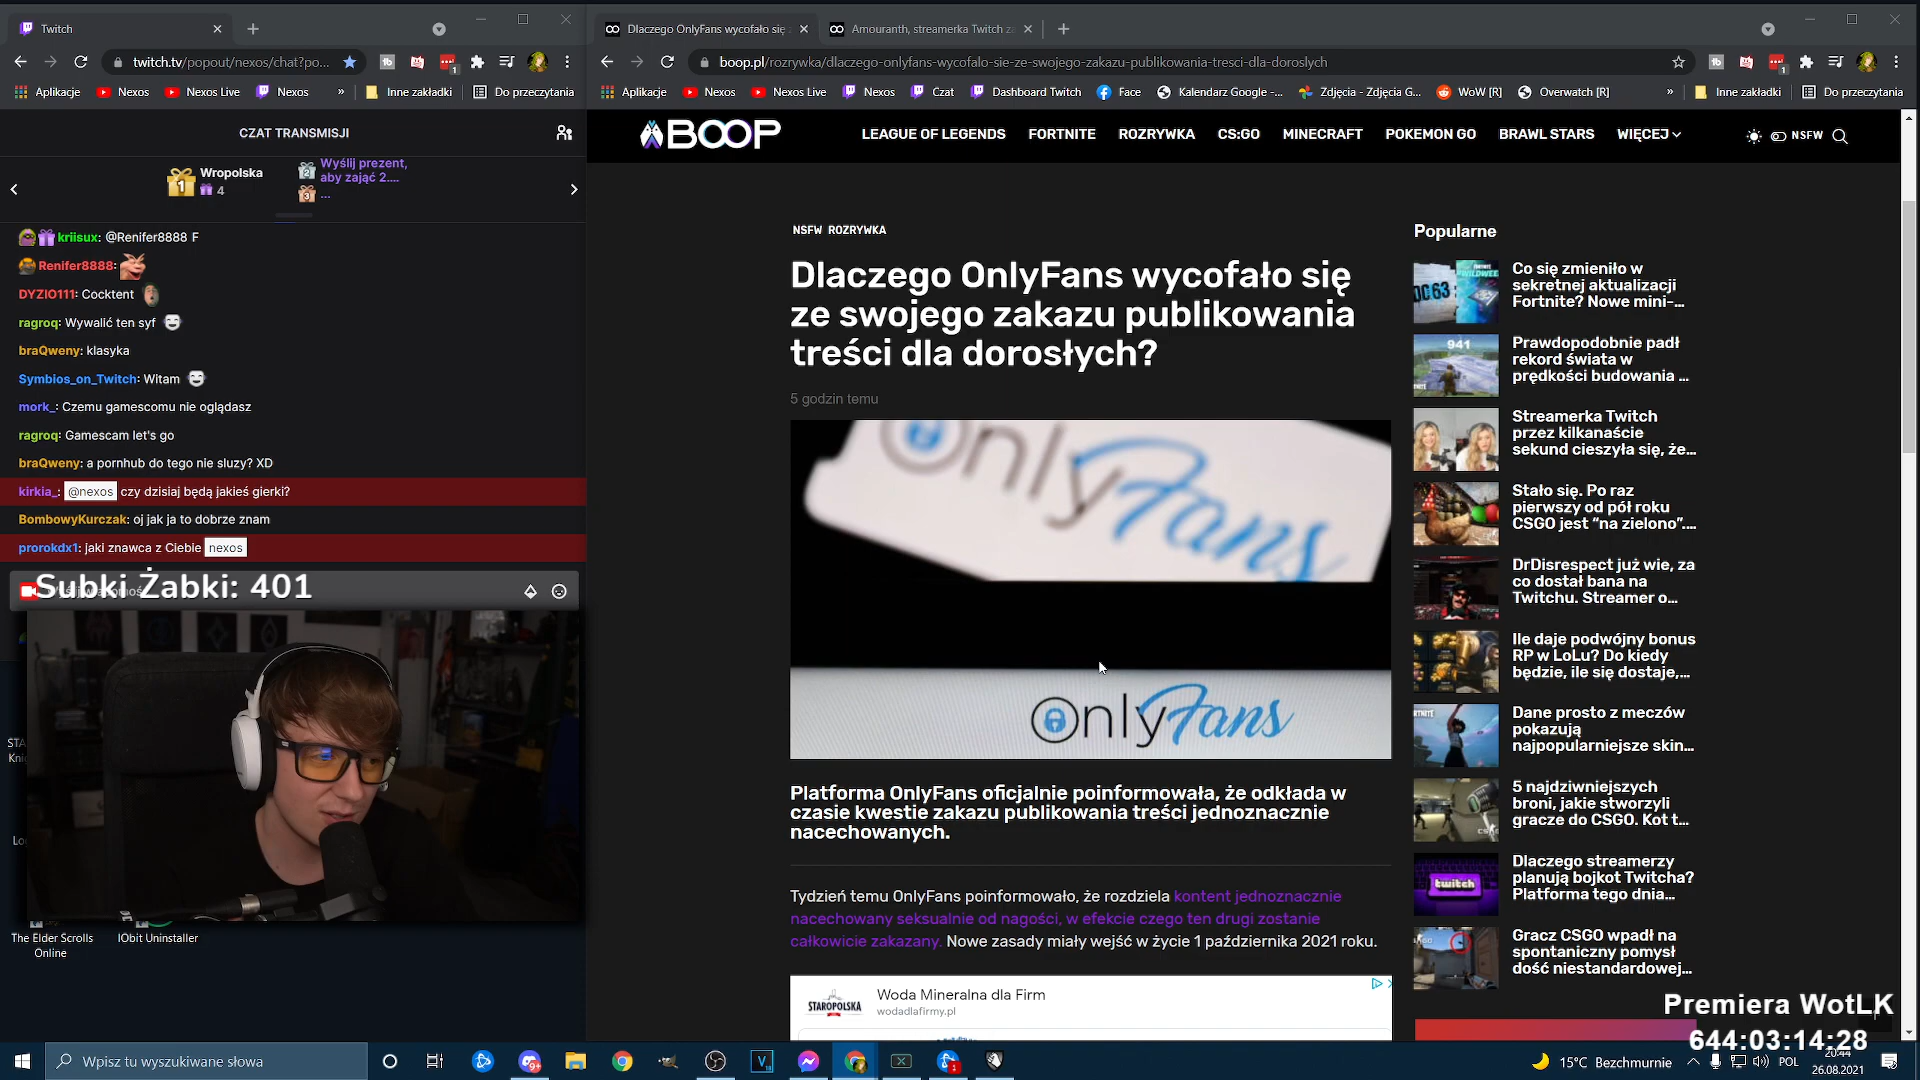 Twitch
Dlaczego OnlyFans wycofało się
Amouranth, streamerka Twitch za
twitch.tv/popout/nexos/chat?po...
boop.pl/rozrywka/dlaczego-onlyfans-wycofalo-sie-ze-swojego-zakazu-publikowania-tresci-dla-doroslych
Aplikacje Nexos Nexos Live Nexos » Inne zakładki Do przeczytania
Aplikacje Nexos Nexos Live Nexos Czat Dashboard Twitch Face Kalendarz Google -... Zdjęcia - Zdjęcia G... WoW [R] Overwatch [R] » Inne zakładki Do przeczytania
CZAT TRANSMISJI
Wropolska
4
Wyślij prezent,
aby zająć 2....
...
kriisux: @Renifer8888 F
Renifer8888:
DYZIO111: Cocktent
ragroq: Wywalić ten syf
braQweny: klasyka
Symbios_on_Twitch: Witam
mork_: Czemu gamescomu nie oglądasz
ragroq: Gamescam let's go
braQweny: a pornhub do tego nie sluzy? XD
kirkia_: @nexos czy dzisiaj będą jakieś gierki?
BombowyKurczak: oj jak ja to dobrze znam
prorokdx1: jaki znawca z Ciebie nexos
Subki Żabki: 401
The Elder Scrolls
Online
IObit Uninstaller
BOOP
LEAGUE OF LEGENDS FORTNITE ROZRYWKA CS:GO MINECRAFT POKEMON GO BRAWL STARS WIĘCEJ NSFW
NSFW ROZRYWKA
Dlaczego OnlyFans wycofało się
ze swojego zakazu publikowania
treści dla dorosłych?
5 godzin temu
OnlyFans
OnlyFans
Platforma OnlyFans oficjalnie poinformowała, że odkłada w
czasie kwestie zakazu publikowania treści jednoznacznie
nacechowanych.
Tydzień temu OnlyFans poinformowało, że rozdziela kontent jednoznacznie
nacechowany seksualnie od nagości, w efekcie czego ten drugi zostanie
całkowicie zakazany. Nowe zasady miały wejść w życie 1 października 2021 roku.
STAROPOLSKA
Woda Mineralna dla Firm
wodadlafirmy.pl
Popularne
Co się zmieniło w
sekretnej aktualizacji
Fortnite? Nowe mini-...
Prawdopodobnie padł
rekord świata w
prędkości budowania ...
Streamerka Twitch
przez kilkanaście
sekund cieszyła się, że...
Stało się. Po raz
pierwszy od pół roku
CSGO jest “na zielono”....
DrDisrespect już wie, za
co dostał bana na
Twitchu. Streamer o...
Ile daje podwójny bonus
RP w LoLu? Do kiedy
będzie, ile się dostaje,...
Dane prosto z meczów
pokazują
najpopularniejsze skin...
5 najdziwniejszych
broni, jakie stworzyli
gracze do CSGO. Kot t...
twitch
Dlaczego streamerzy
planują bojkot Twitcha?
Platforma tego dnia...
Gracz CSGO wpadł na
spontaniczny pomysł
dość niestandardowej...
Premiera WotLK
644:03:14:28
Wpisz tu wyszukiwane słowa
15°C Bezchmurnie
POL
20:44
26.08.2021